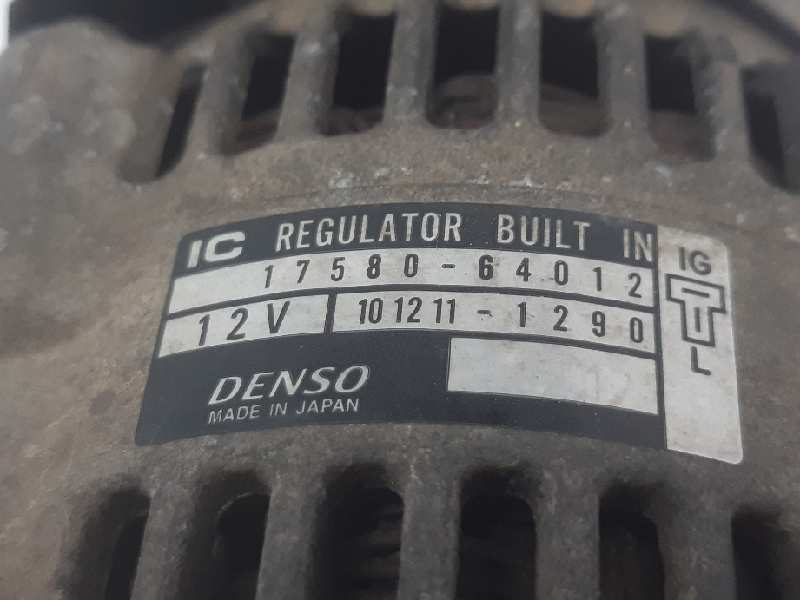 IC REGULATOR BUILT IN
17580-64012
12V 101211-1290
DENSO
MADE IN JAPAN
IG
L